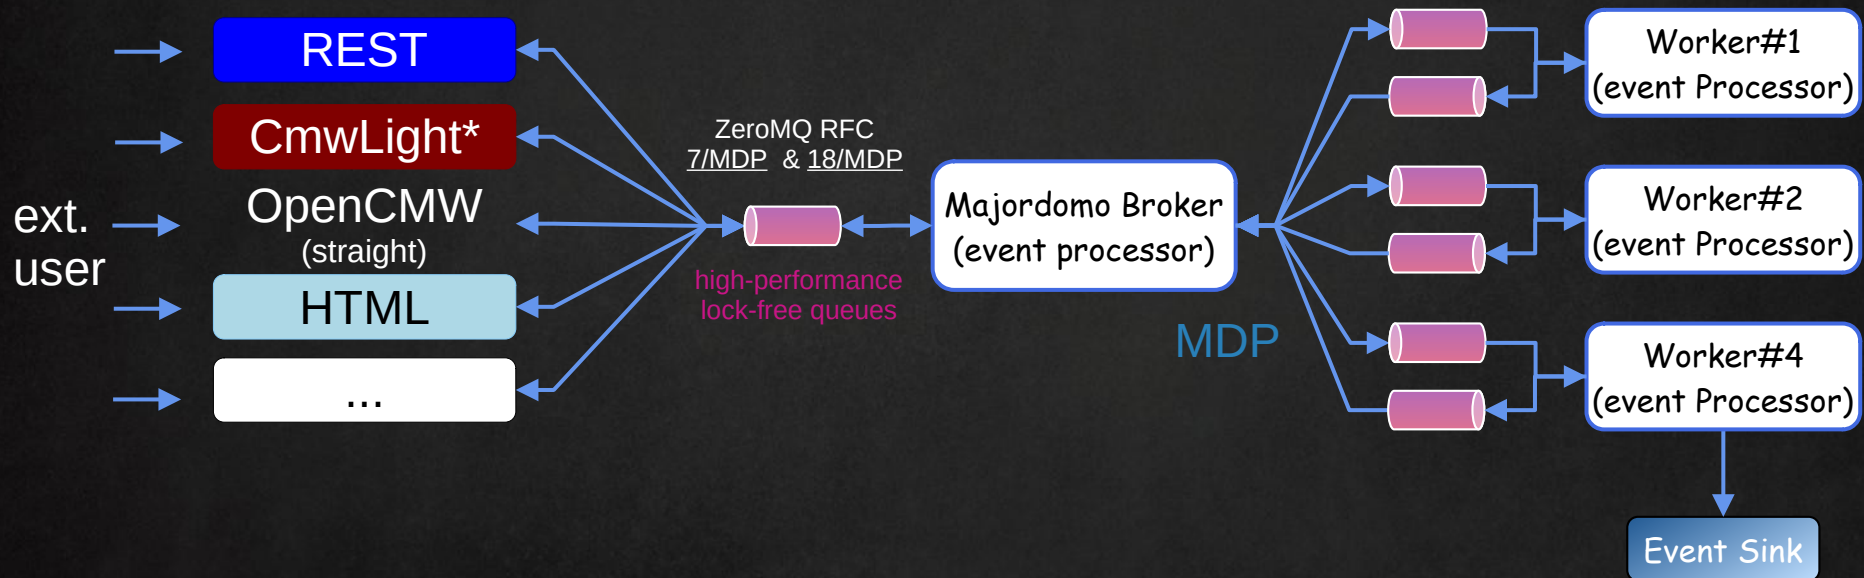 ext.
user
REST
CmwLight*
OpenCMW
(straight)
HTML
...
ZeroMQ RFC
7/MDP & 18/MDP
high-performance
lock-free queues
Majordomo Broker
(event processor)
MDP
Worker#1
(event Processor)
Worker#2
(event Processor)
Worker#4
(event Processor)
Event Sink